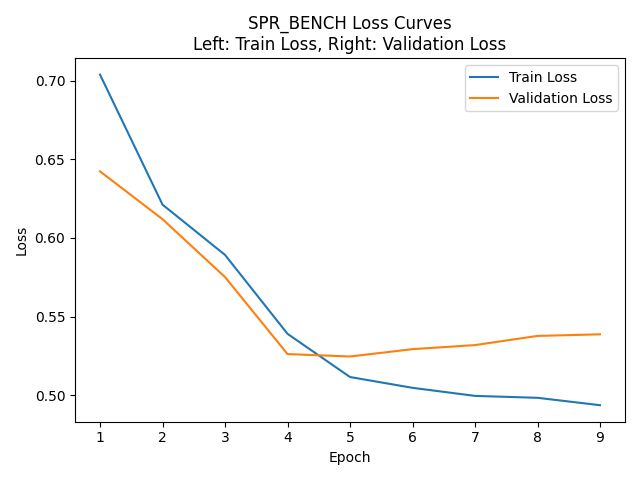 SPR_BENCH Loss Curves
Left: Train Loss, Right: Validation Loss
Train Loss
Validation Loss
0.70
0.65
0.60
0.55
0.50
Loss
1 2 3 4 5 6 7 8 9
Epoch